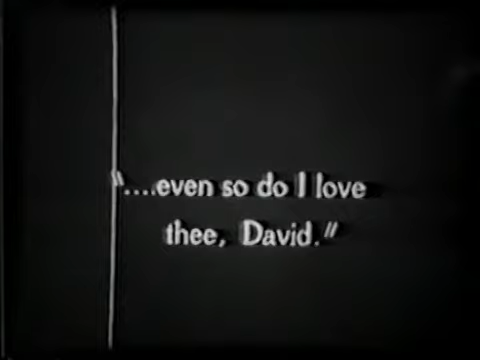 "....even so do I love
thee, David."